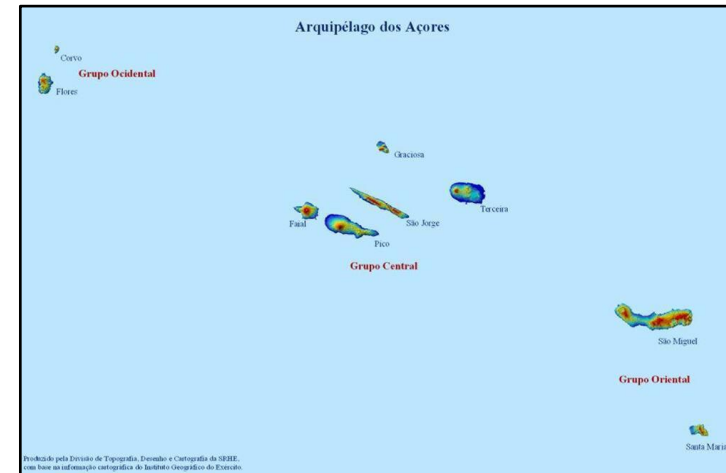 Arquipélago dos Açores
Corvo
Grupo Ocidental
Flores
Graciosa
Terceira
Faial
São Jorge
Pico
Grupo Central
São Miguel
Grupo Oriental
Santa Maria
Produzido pela Divisão de Topografia, Desenho e Cartografia da SRHE,
com base na informação cartográfica do Instituto Geográfico do Exército.